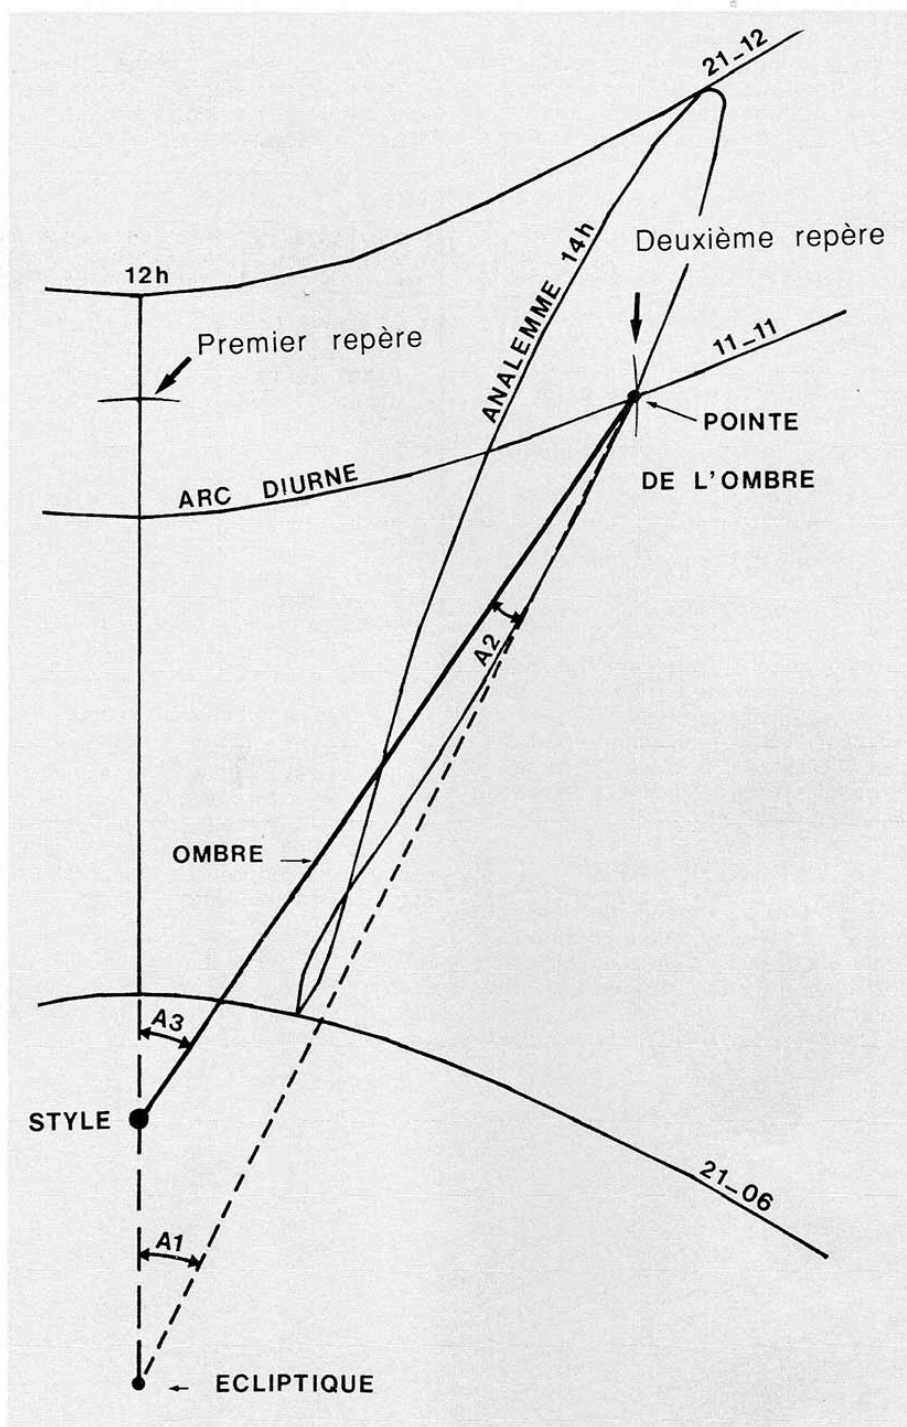 21_12
12h
ANALEMME 14h
Deuxième repère
Premier repère
11_11
POINTE
DE L'OMBRE
ARC DIURNE
A2
OMBRE
A3
STYLE
21_06
A1
ECLIPTIQUE